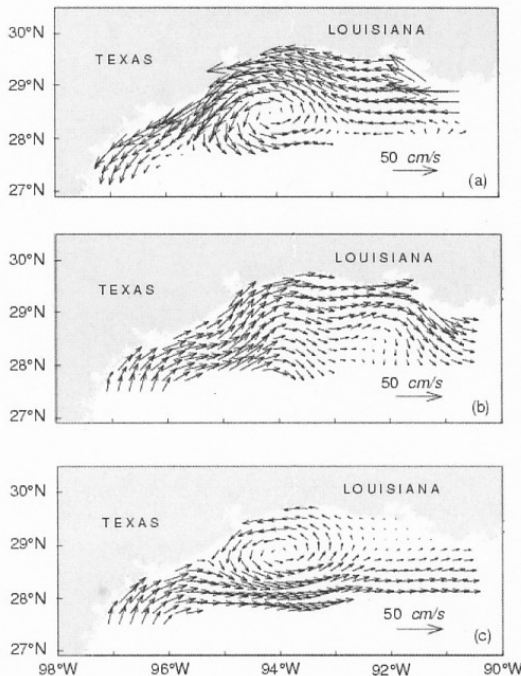 30°N
LOUISIANA
TEXAS
29°N
28°N
50 cm/s
(a)
27°N
30°N
LOUISIANA
TEXAS
29°N
28°N
50 cm/s
(b)
27°N
30°N
LOUISIANA
TEXAS
29°N
28°N
50 cm/s
(c)
27°N
98°W 96°W 94°W 92°W 90°W